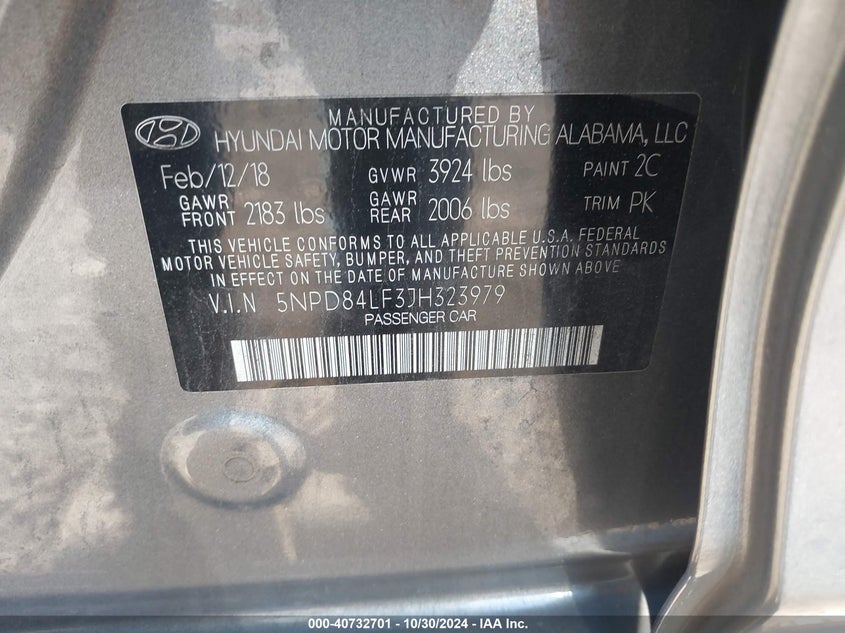 MANUFACTURED BY
HYUNDAI MOTOR MANUFACTURING ALABAMA, LLC
Feb/12/18 GVWR 3924 lbs PAINT 2C
GAWR FRONT 2183 lbs GAWR REAR 2006 lbs TRIM PK
THIS VEHICLE CONFORMS TO ALL APPLICABLE U.S.A. FEDERAL
MOTOR VEHICLE SAFETY, BUMPER, AND THEFT PREVENTION STANDARDS
IN EFFECT ON THE DATE OF MANUFACTURE SHOWN ABOVE
V.I.N 5NPD84LF3JH323979
PASSENGER CAR
000-40732701 - 10/30/2024 - IAA Inc.